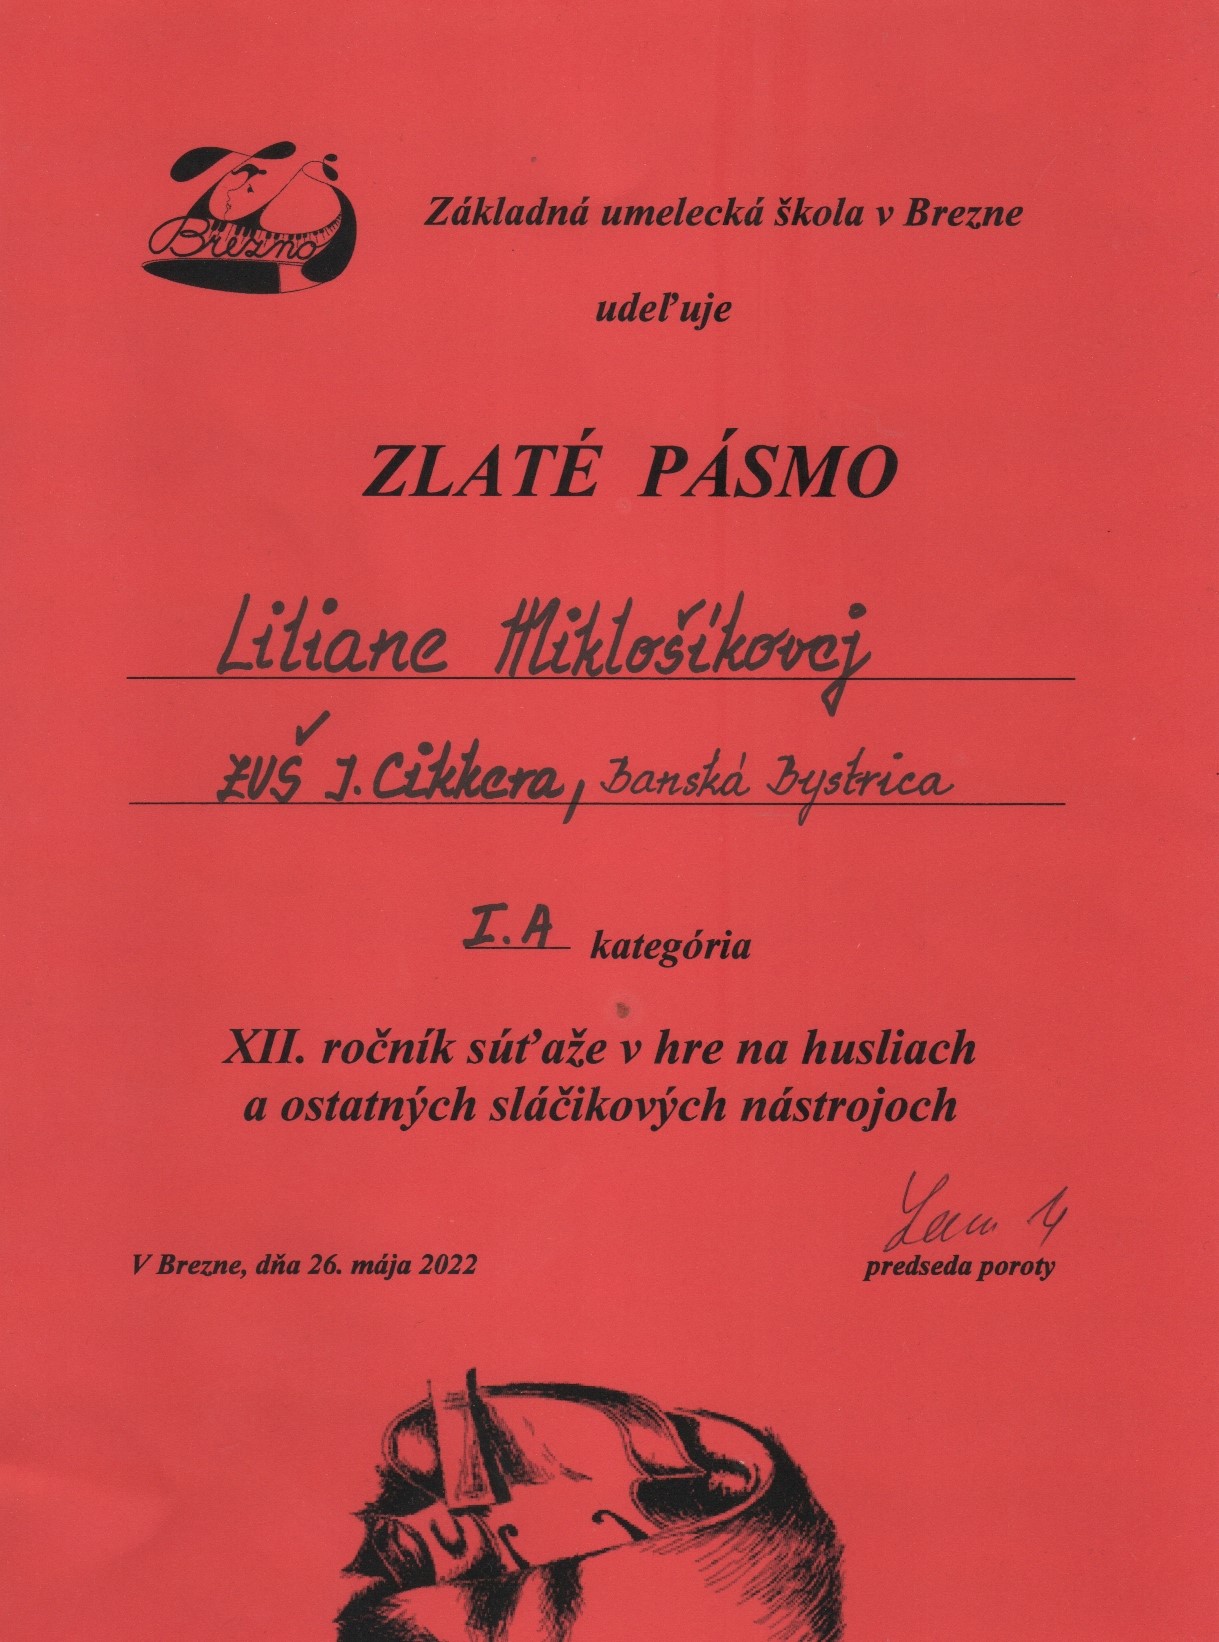 Brezno
Základná umelecká škola v Brezne
udeľuje
ZLATÉ PÁSMO
Liliane Miklošíkovej
ZUŠ J. Cikkera, Banská Bystrica
I.A kategória
XII. ročník súťaže v hre na husliach
a ostatných sláčikových nástrojoch
V Brezne, dňa 26. mája 2022
predseda poroty